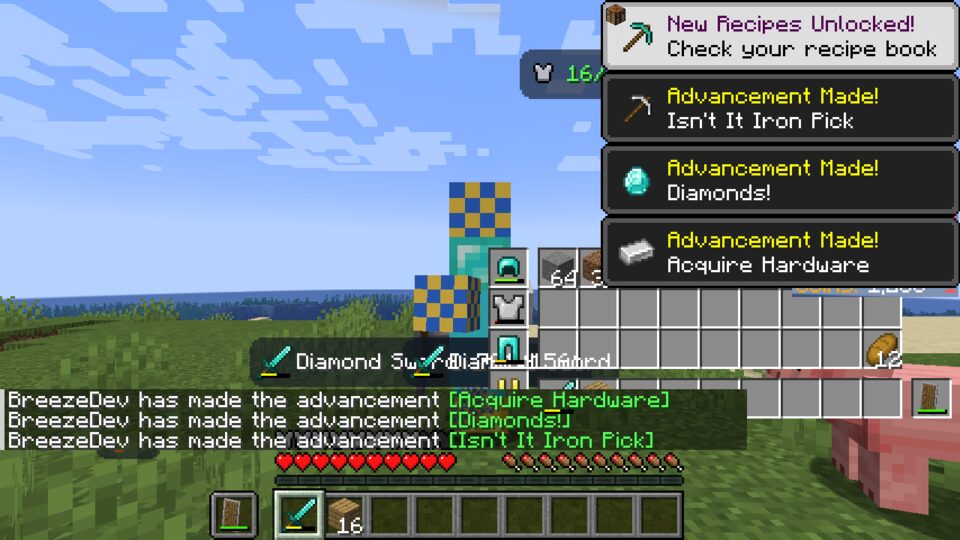 New Recipes Unlocked!
Check your recipe book
16/
Advancement Made!
Isn't It Iron Pick
Advancement Made!
Diamonds!
Advancement Made!
Acquire Hardware
64
12
Diamond
BreezeDev has made the advancement [Acquire Hardware]
BreezeDev has made the advancement [Diamonds!]
BreezeDev has made the advancement [Isn't It Iron Pick]
16